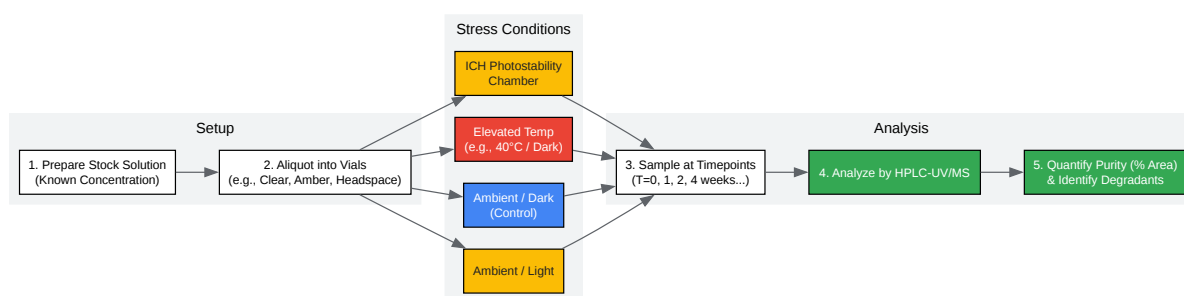 Stress Conditions
ICH Photostability
Chamber
Setup
Analysis
Elevated Temp
(e.g., 40°C / Dark)
1. Prepare Stock Solution
(Known Concentration)
2. Aliquot into Vials
(e.g., Clear, Amber, Headspace)
3. Sample at Timepoints
(T=0, 1, 2, 4 weeks...)
4. Analyze by HPLC-UV/MS
5. Quantify Purity (% Area)
& Identify Degradants
Ambient / Dark
(Control)
Ambient / Light